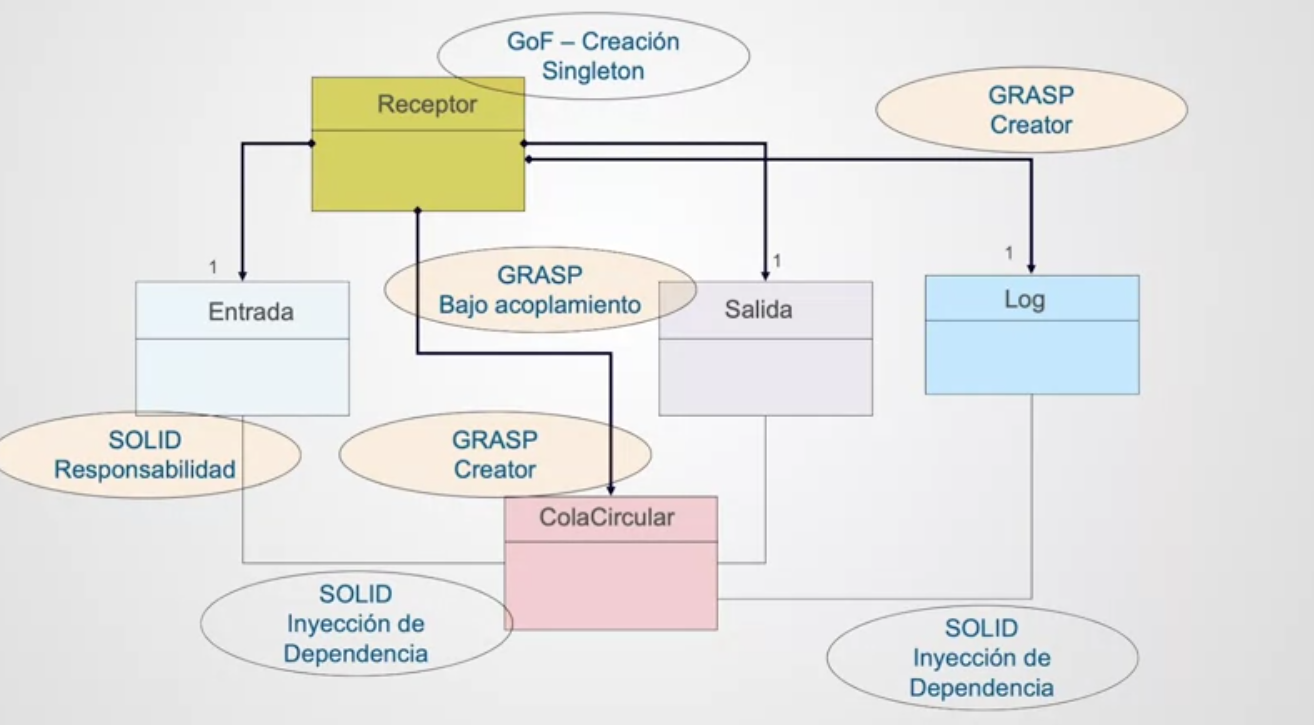 GoF – Creación
Singleton
Receptor
GRASP
Creator
1
1
1
GRASP
Bajo acoplamiento
Entrada
Salida
Log
SOLID
Responsabilidad
GRASP
Creator
ColaCircular
SOLID
Inyección de
Dependencia
SOLID
Inyección de
Dependencia